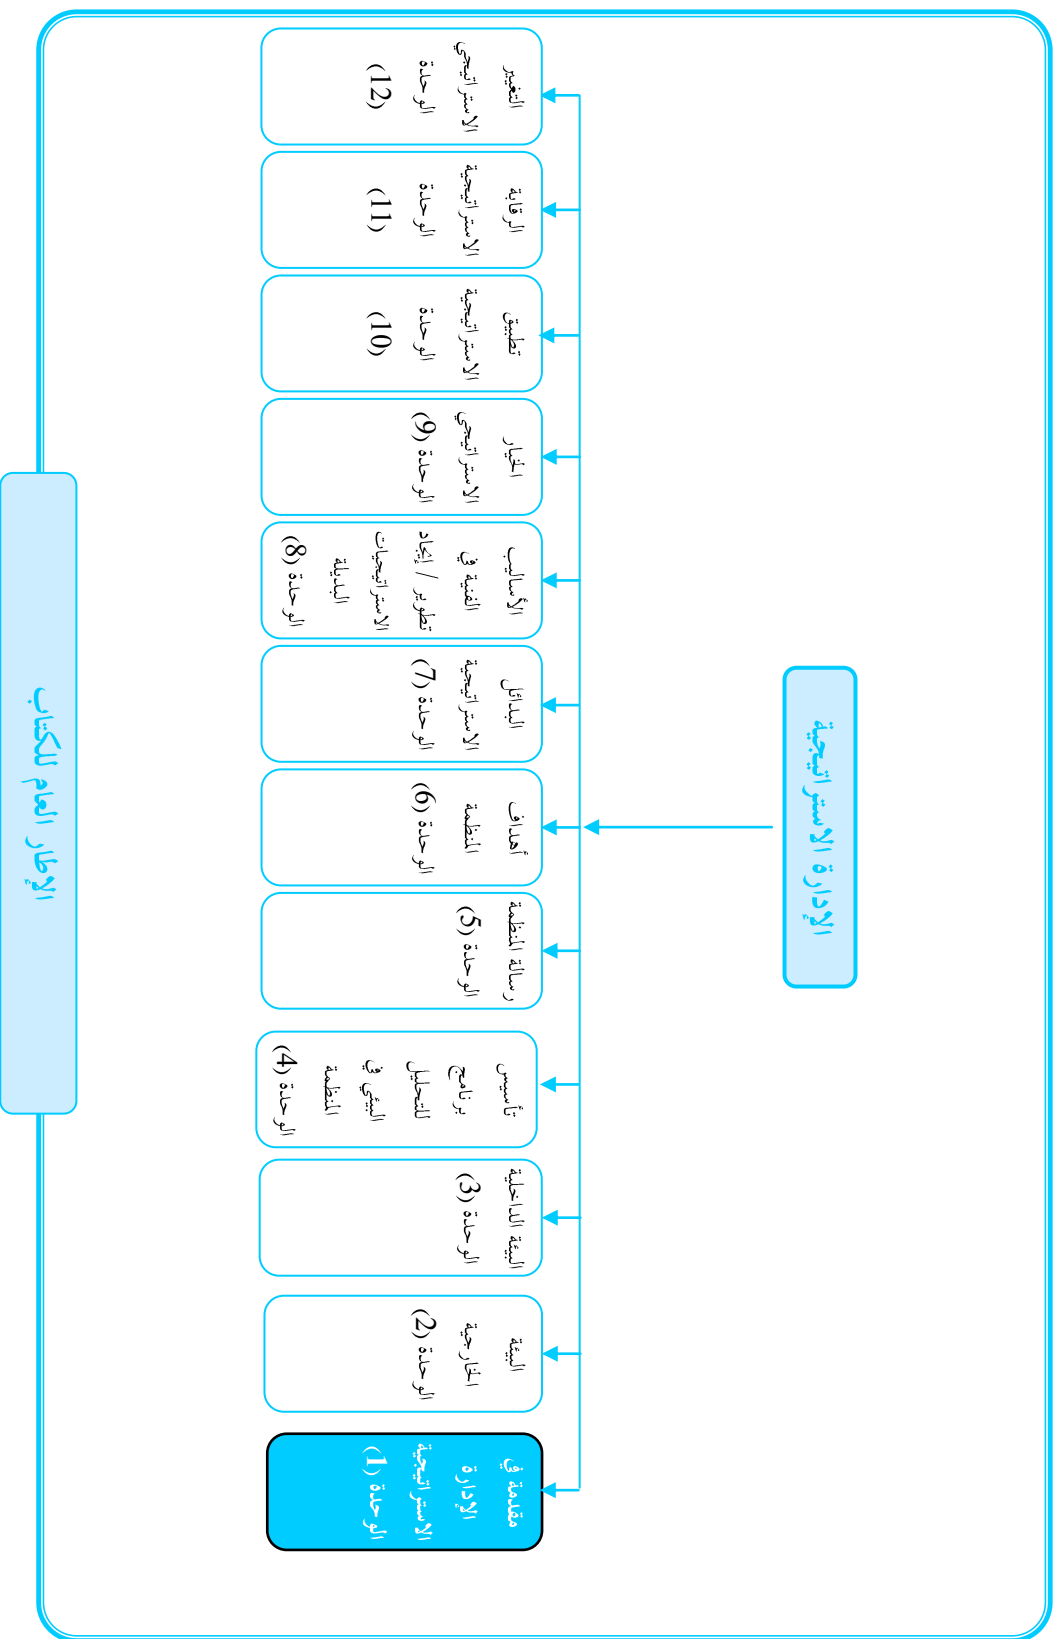 الإدارة الاستراتيجية
مقدمة في
الإدارة
الاستراتيجية
الوحدة (1)
البيئة
الخارجية
الوحدة (2)
البيئة الداخلية
الوحدة (3)
تأسيس
برنامج
للتحليل
البيئي في
المنظمة
الوحدة (4)
رسالة المنظمة
الوحدة (5)
أهداف
المنظمة
الوحدة (6)
البدائل
الاستراتيجية
الوحدة (7)
الأساليب
الفنية في
تطوير / إيجاد
الاستراتيجيات
البديلة
الوحدة (8)
الخيار
الاستراتيجي
الوحدة (9)
تطبيق
الاستراتيجية
الوحدة
(10)
الرقابة
الاستراتيجية
الوحدة
(11)
التغيير
الاستراتيجي
الوحدة
(12)
الإطار العام للكتاب